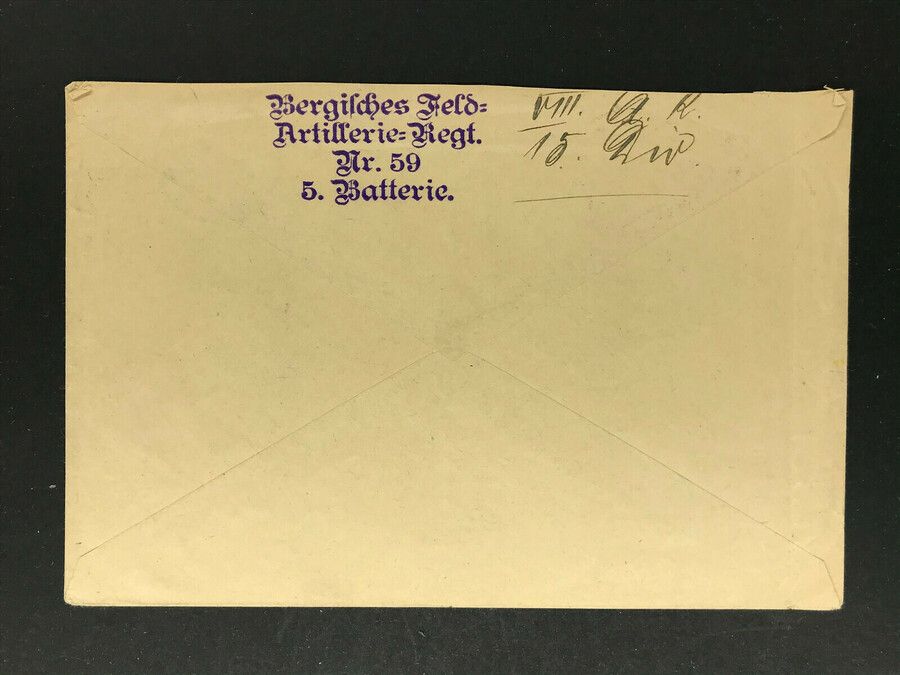 Bergisches Feld-
Artillerie-Regt.
Nr. 59
5. Batterie.
VIII. A. K.
15. Div.